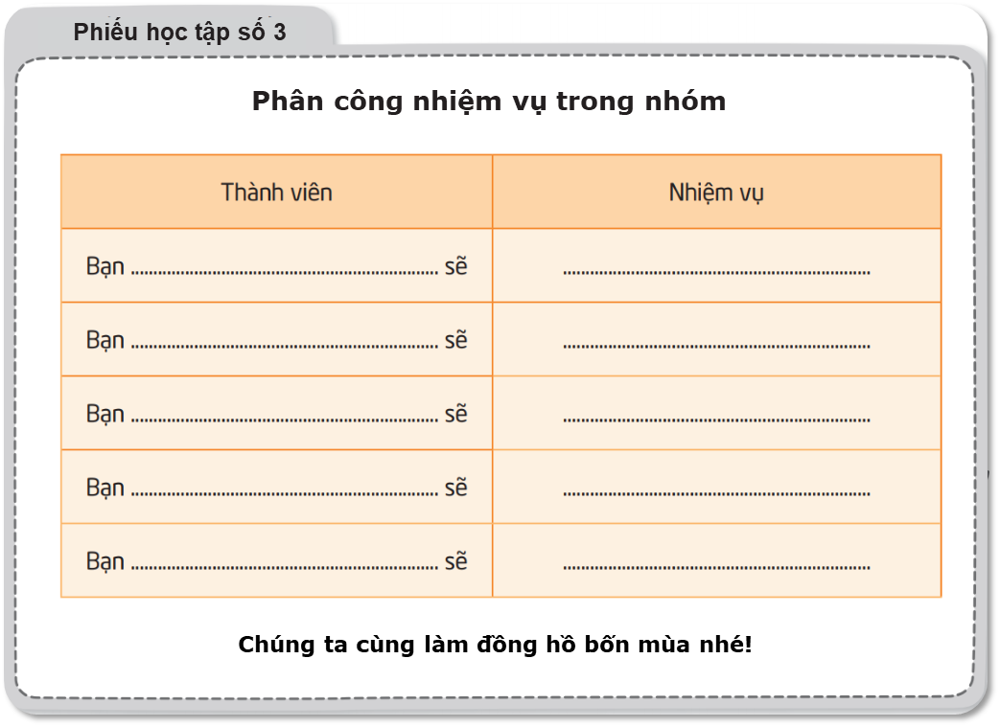 Phiếu học tập số 3
Phân công nhiệm vụ trong nhóm
Thành viên Nhiệm vụ
Bạn .................................................................... sẽ ....................................................................
Bạn .................................................................... sẽ ....................................................................
Bạn .................................................................... sẽ ....................................................................
Bạn .................................................................... sẽ ....................................................................
Bạn .................................................................... sẽ ....................................................................
Chúng ta cùng làm đồng hồ bốn mùa nhé!